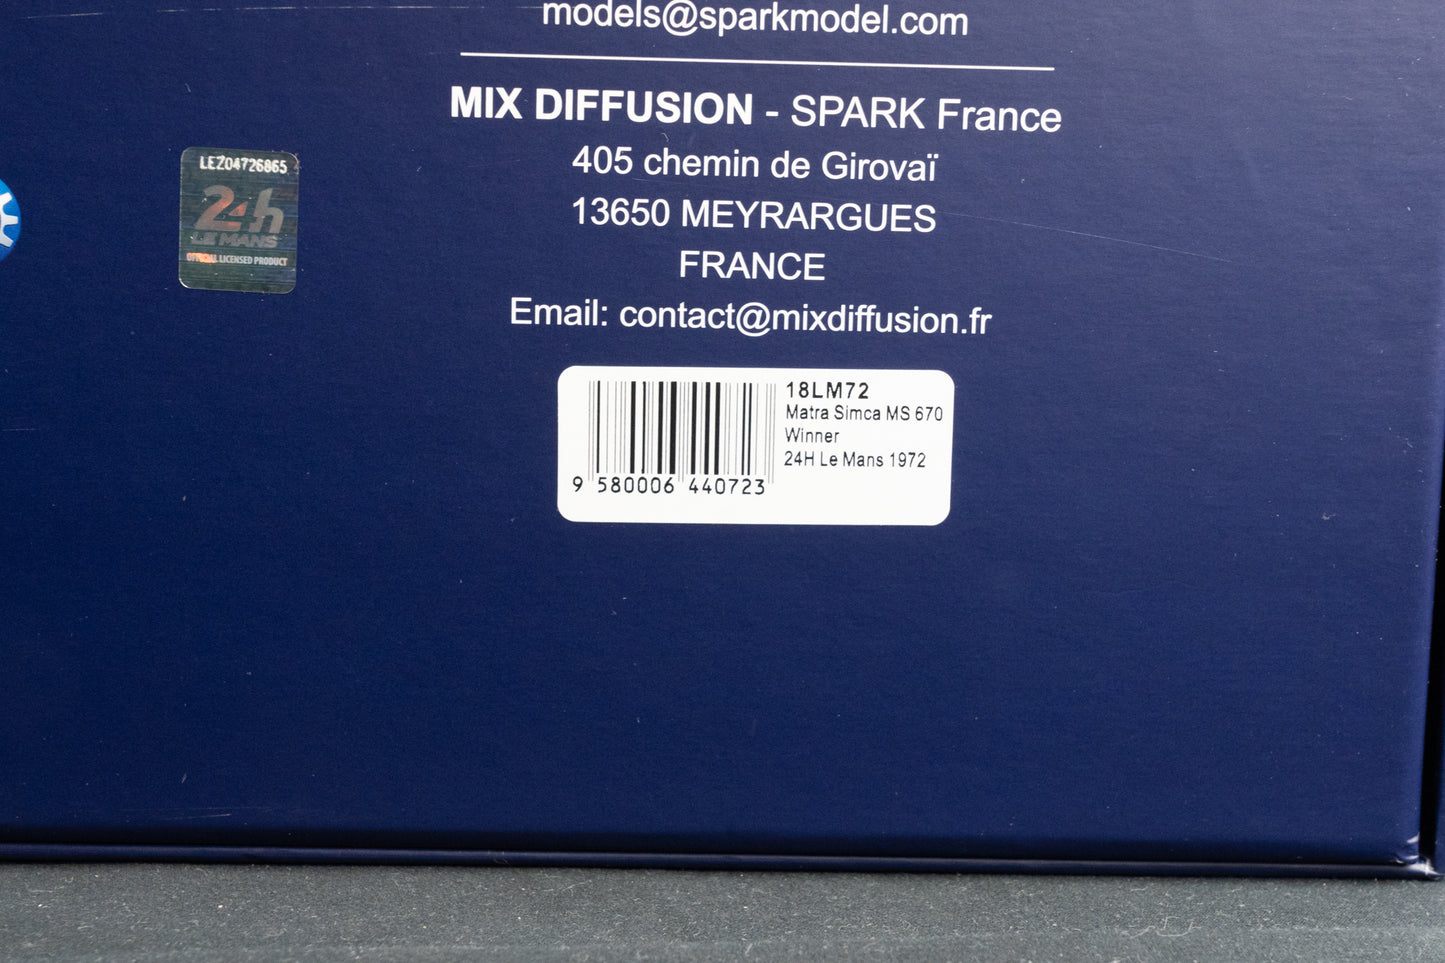 models@sparkmodel.com
MIX DIFFUSION - SPARK France
405 chemin de Girovaï
13650 MEYRARGUES
FRANCE
Email: contact@mixdiffusion.fr
LEZ04726865
24h
LE MANS
OFFICIAL LICENSED PRODUCT
18LM72
Matra Simca MS 670
Winner
24H Le Mans 1972
9 580006 440723